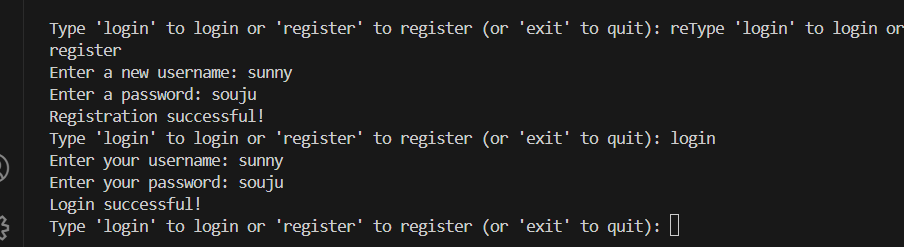 Type 'login' to login or 'register' to register (or 'exit' to quit): reType 'login' to login or
register
Enter a new username: sunny
Enter a password: souju
Registration successful!
Type 'login' to login or 'register' to register (or 'exit' to quit): login
Enter your username: sunny
Enter your password: souju
Login successful!
Type 'login' to login or 'register' to register (or 'exit' to quit):